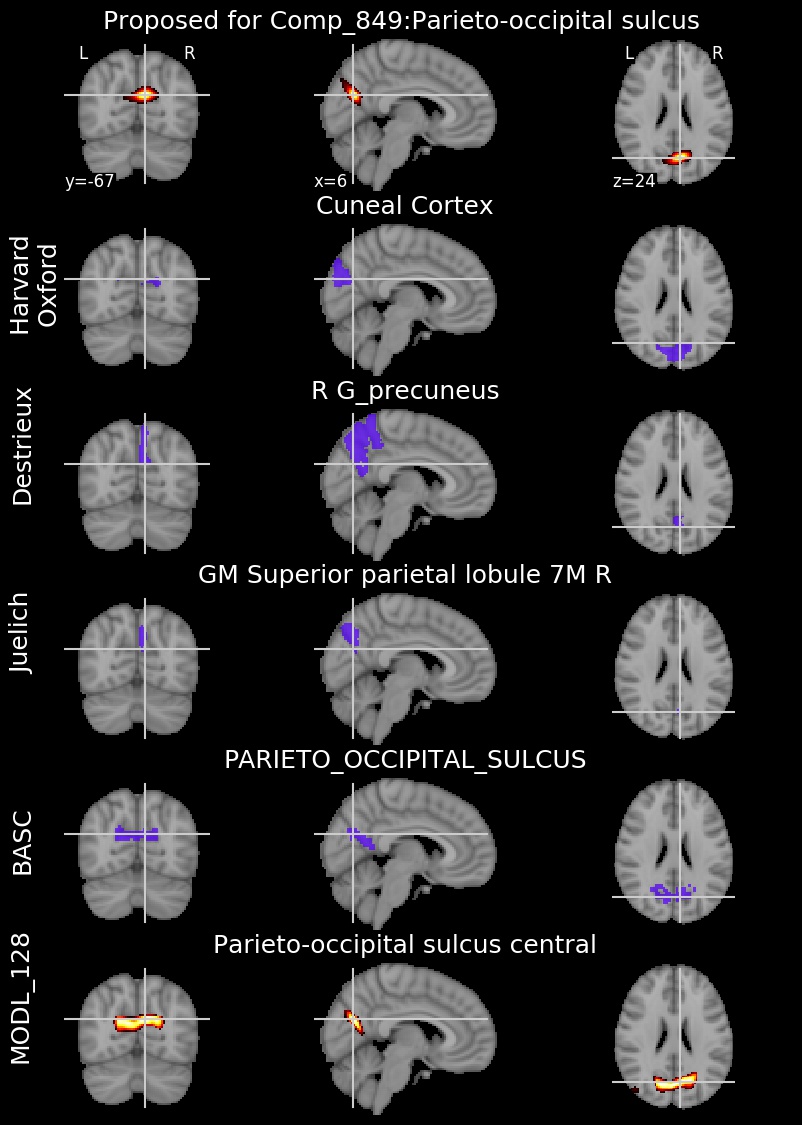 Proposed for Comp_849:Parieto-occipital sulcus
L R L R
y=-67 x=6 z=24
Cuneal Cortex
Harvard
Oxford
R G_precuneus
Destrieux
GM Superior parietal lobule 7M R
Juelich
PARIETO_OCCIPITAL_SULCUS
BASC
Parieto-occipital sulcus central
MODL_128